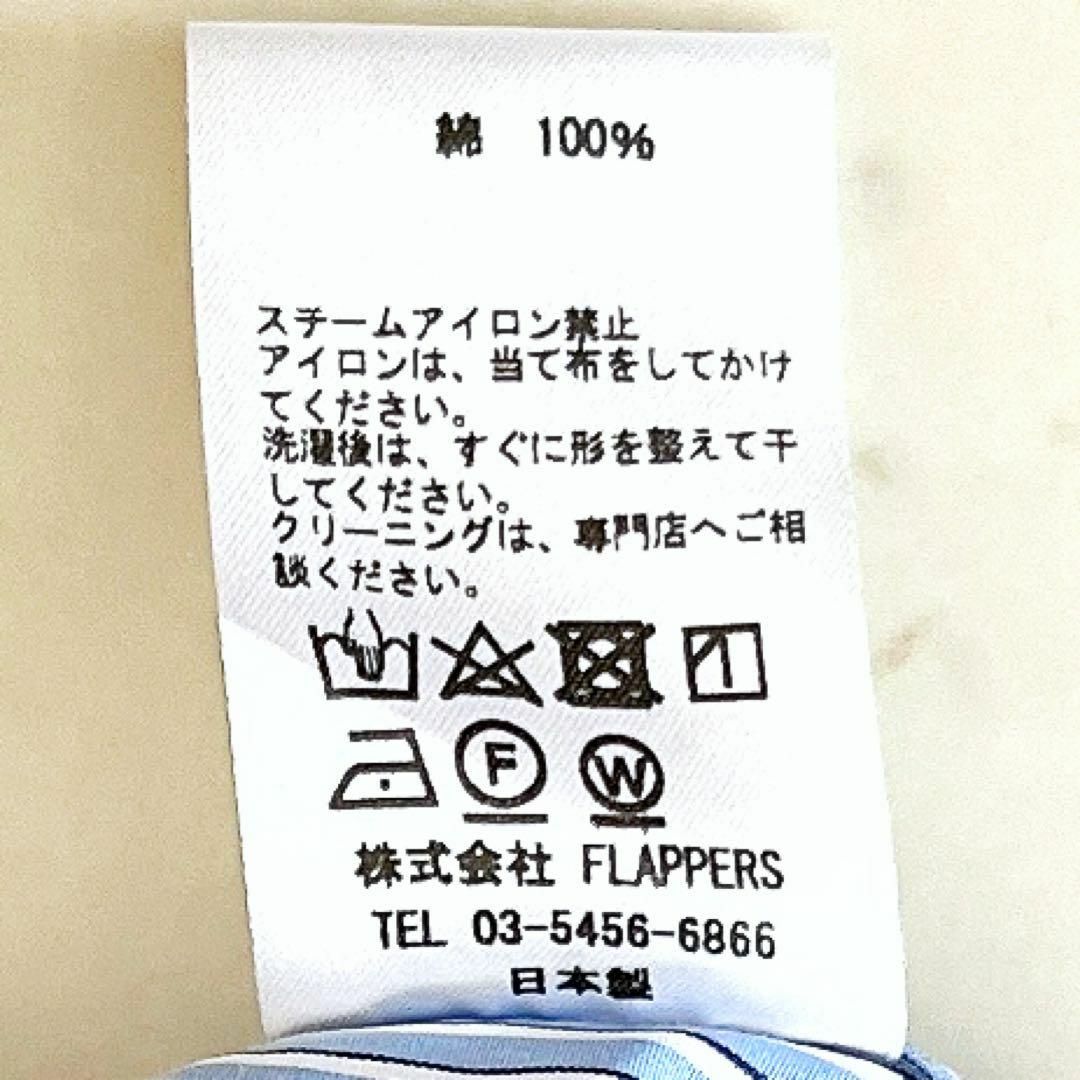 綿 100%
スチームアイロン禁止
アイロンは、当て布をしてかけ
てください。
洗濯後は、すぐに形を整えて干
してください。
クリーニングは、専門店へご相
談ください。
F W
株式会社 FLAPPERS
TEL 03-5456-6866
日本製